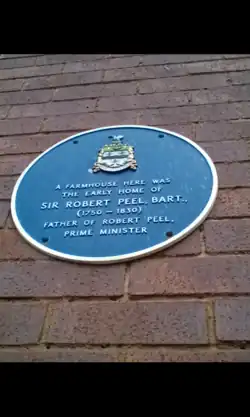 A FARMHOUSE HERE WAS
THE EARLY HOME OF
SIR ROBERT PEEL, BART.,
(1750 – 1830)
FATHER OF ROBERT PEEL,
PRIME MINISTER